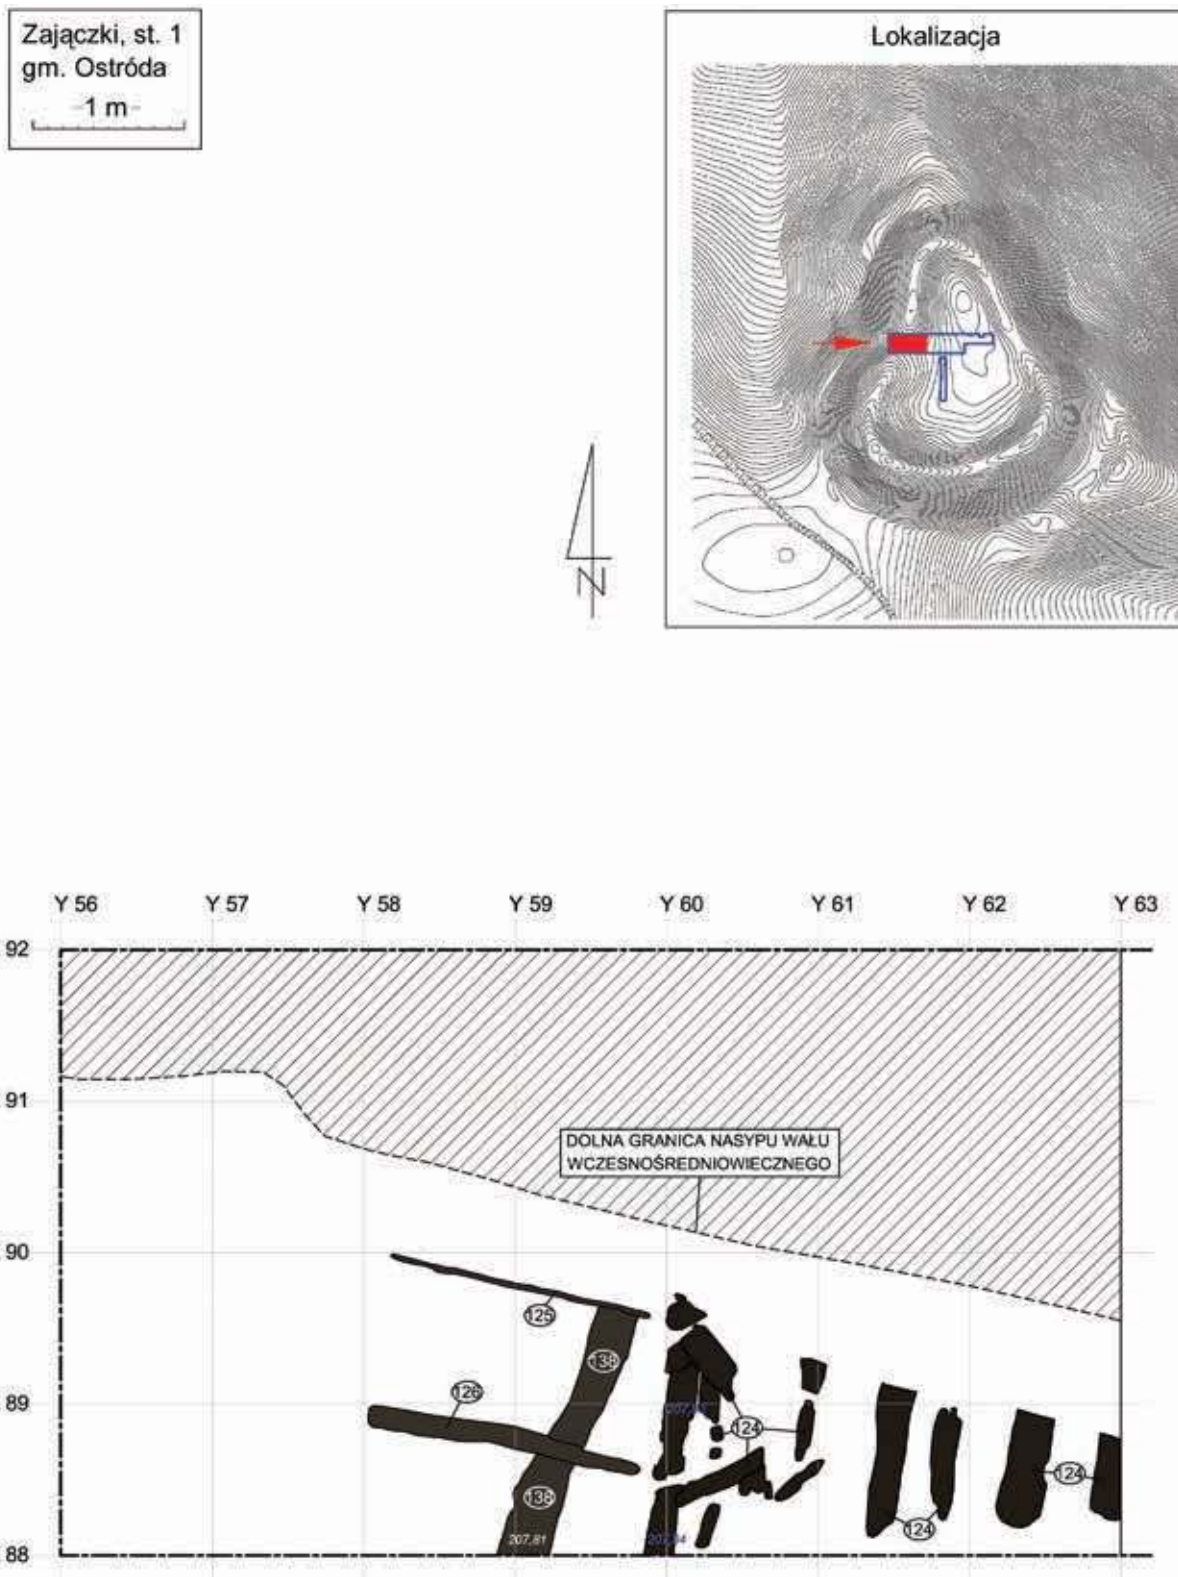 Zajączki, st. 1
gm. Ostróda
1 m
Lokalizacja
N
Y 56 Y 57 Y 58 Y 59 Y 60 Y 61 Y 62 Y 63
92
91
DOLNA GRANICA NASYPU WAŁU
WCZESNOŚREDNIOWIECZNEGO
90
125
138
89
126
124
124
138
124
207,81
88